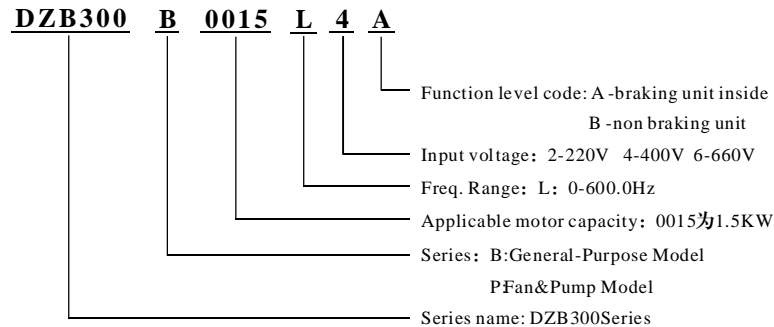 DZB300 B 0015 L 4 A
Function level code: A -braking unit inside
B -non braking unit
Input voltage：2-220V 4-400V 6-660V
Freq. Range：L：0-600.0Hz
Applicable motor capacity：0015为1.5KW
Series：B:General-Purpose Model
P:Fan&Pump Model
Series name: DZB300Series